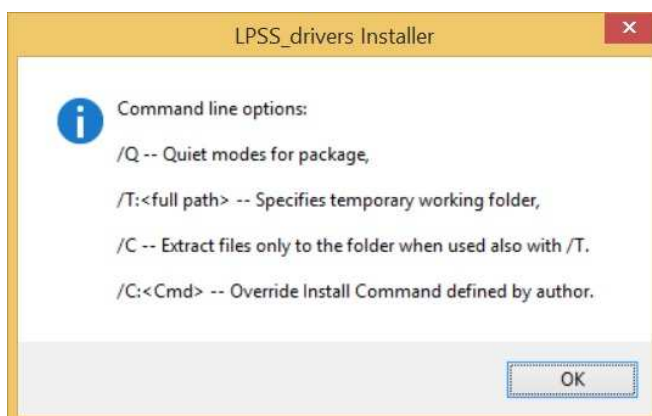 LPSS_drivers Installer
Command line options:
/Q -- Quiet modes for package,
/T:<full path> -- Specifies temporary working folder,
/C -- Extract files only to the folder when used also with /T.
/C:<Cmd> -- Override Install Command defined by author.
OK